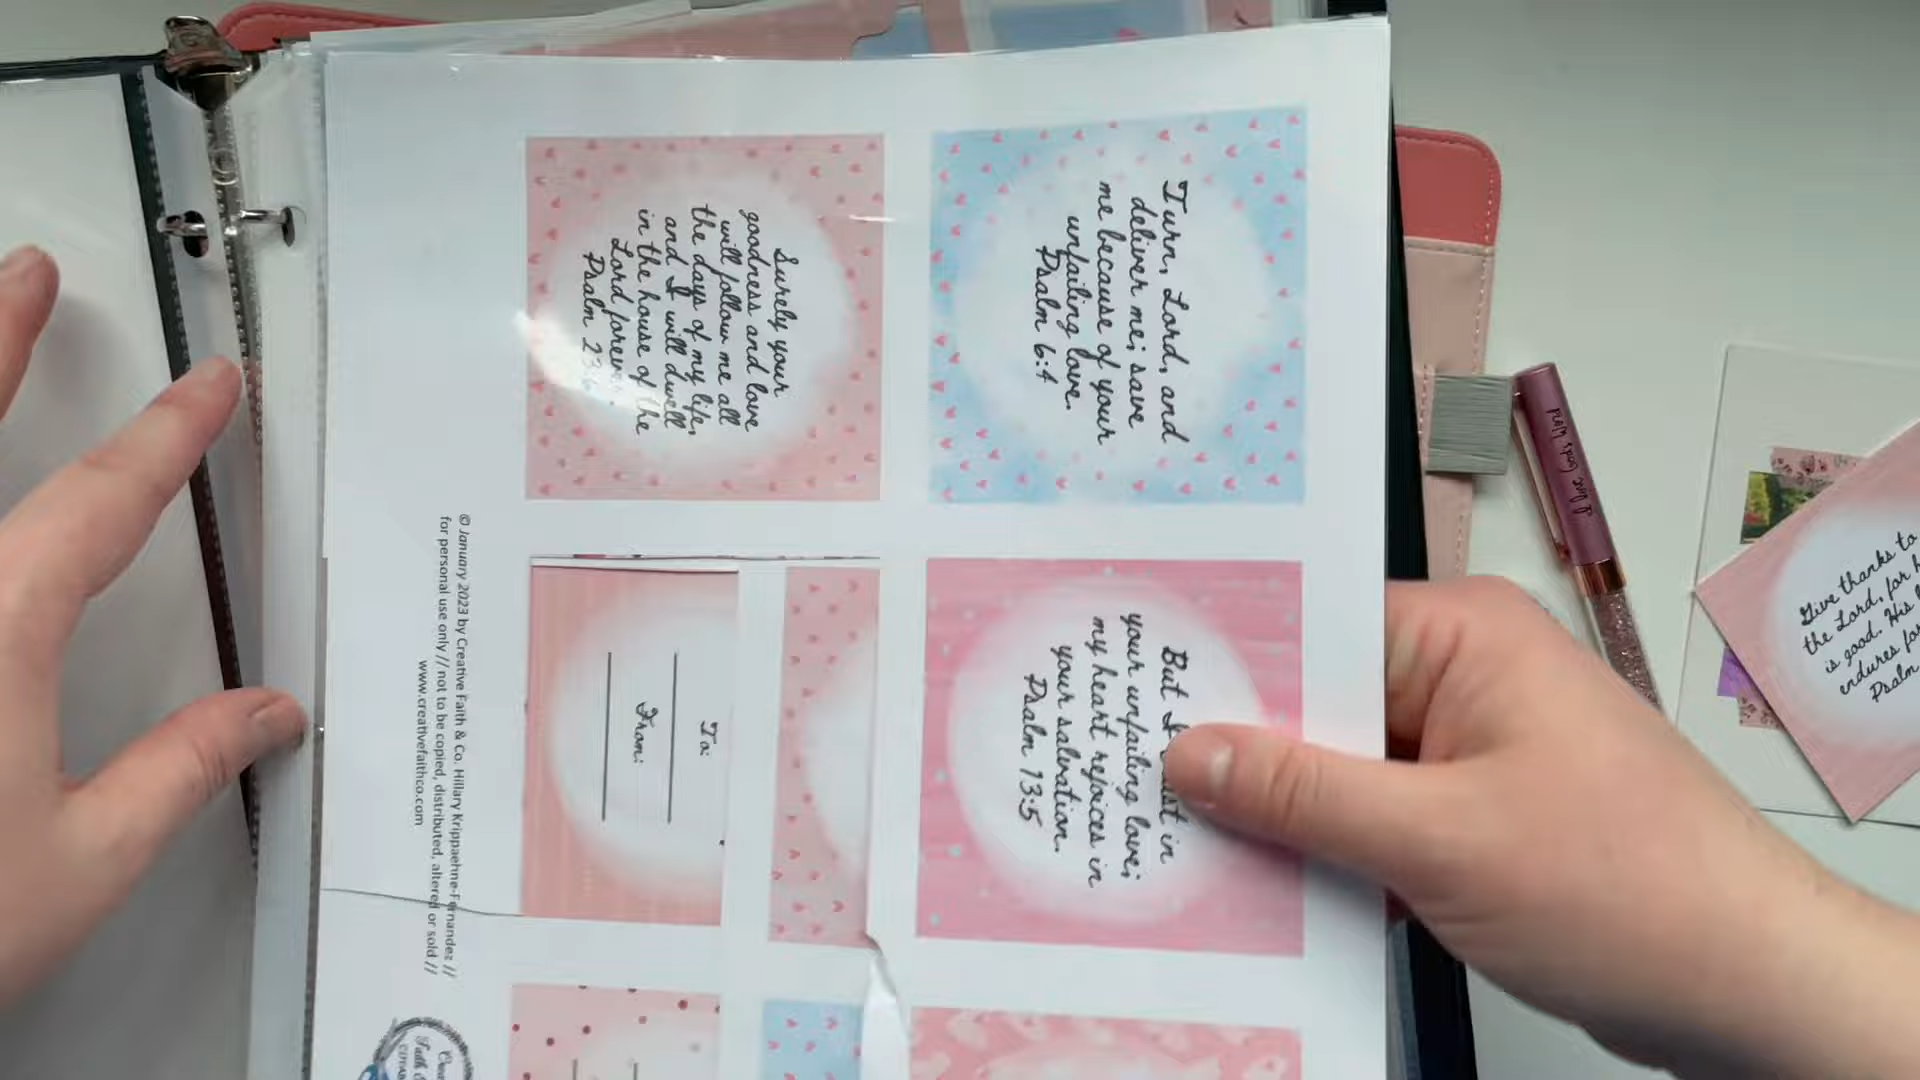 Turn, Lord, and
deliver me; save
me because of your
unfailing love.
Psalm 6:4
Surely your
goodness and love
will follow me all
the days of my life,
and I will dwell
in the house of the
Lord forever.
Psalm 23:6
But I trust in
your unfailing love;
my heart rejoices in
your salvation.
Psalm 13:5
To:
From:
© January 2023 by Creative Faith & Co. Hillary Krippaehne-Fernandez //
for personal use only // not to be copied, distributed, altered or sold //
www.creativefaithco.com
Give thanks to
the Lord, for h
is good. His
endures for
Psalm